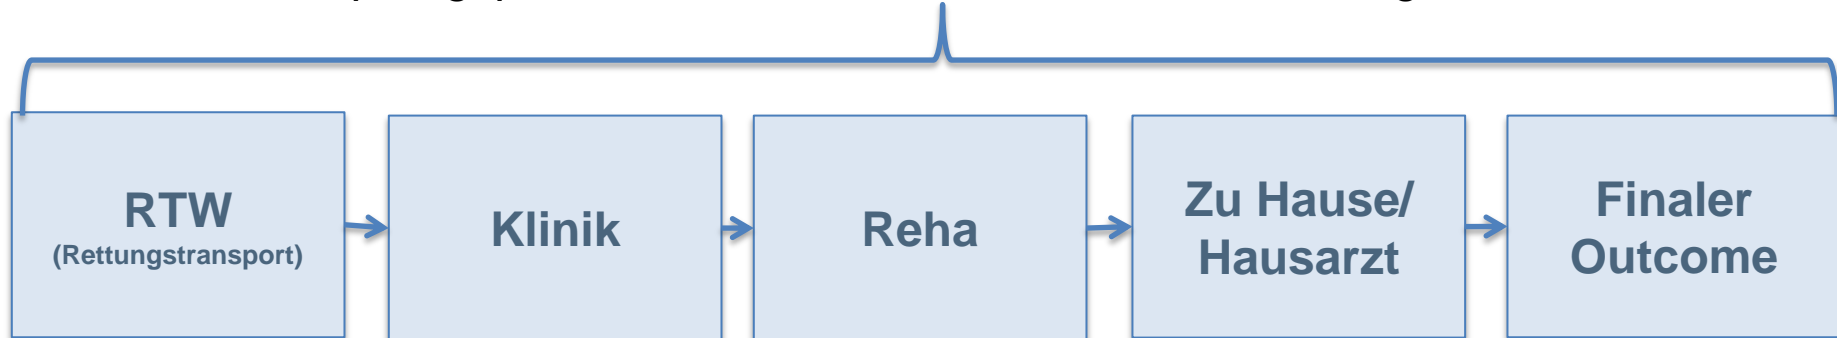 RTW
(Rettungstransport)
Klinik
Reha
Zu Hause/
Hausarzt
Finaler
Outcome